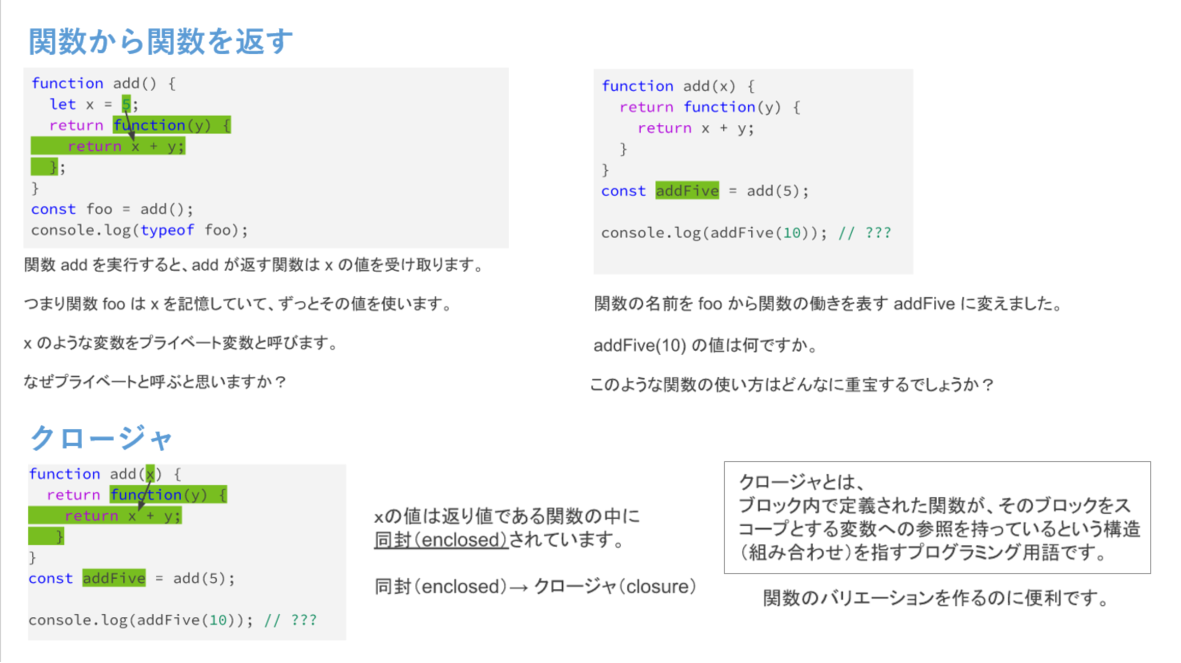 関数から関数を返す
function add() {
  let x = 5;
  return function(y) {
    return x + y;
  };
}
const foo = add();
console.log(typeof foo);
関数 add を実行すると、add が返す関数は x の値を受け取ります。
つまり関数 foo は x を記憶していて、ずっとその値を使います。
x のような変数をプライベート変数と呼びます。
なぜプライベートと呼ぶと思いますか？
function add(x) {
  return function(y) {
    return x + y;
  }
}
const addFive = add(5);
console.log(addFive(10)); // ???
関数の名前を foo から関数の働きを表す addFive に変えました。
addFive(10) の値は何ですか。
このような関数の使い方はどんなに重宝するでしょうか？
クロージャ
function add(x) {
  return function(y) {
    return x + y;
  }
}
const addFive = add(5);
console.log(addFive(10)); // ???
xの値は返り値である関数の中に
同封（enclosed）されています。
同封（enclosed）→ クロージャ（closure）
クロージャとは、
ブロック内で定義された関数が、そのブロックをス
コープとする変数への参照を持っているという構造
（組み合わせ）を指すプログラミング用語です。
関数のバリエーションを作るのに便利です。